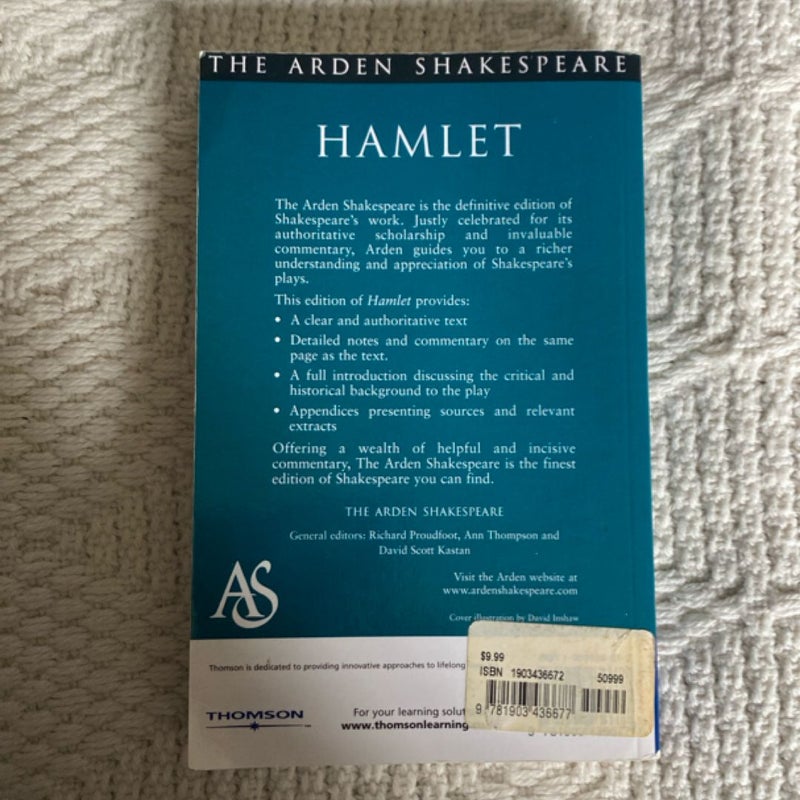 THE ARDEN SHAKESPEARE
HAMLET
The Arden Shakespeare is the definitive edition of
Shakespeare's work. Justly celebrated for its
authoritative scholarship and invaluable
commentary, Arden guides you to a richer
understanding and appreciation of Shakespeare's
plays.
This edition of Hamlet provides:
• A clear and authoritative text
• Detailed notes and commentary on the same
page as the text.
• A full introduction discussing the critical and
historical background to the play
• Appendices presenting sources and relevant
extracts
Offering a wealth of helpful and incisive
commentary, The Arden Shakespeare is the finest
edition of Shakespeare you can find.
THE ARDEN SHAKESPEARE
General editors: Richard Proudfoot, Ann Thompson and
David Scott Kastan
AS
Visit the Arden website at
www.ardenshakespeare.com
Cover illustration by David Inshaw
Thomson is dedicated to providing innovative approaches to lifelong
THOMSON
For your learning solut
www.thomsonlearning
$9.99
ISBN 1903436672 50999
9 781903 436677